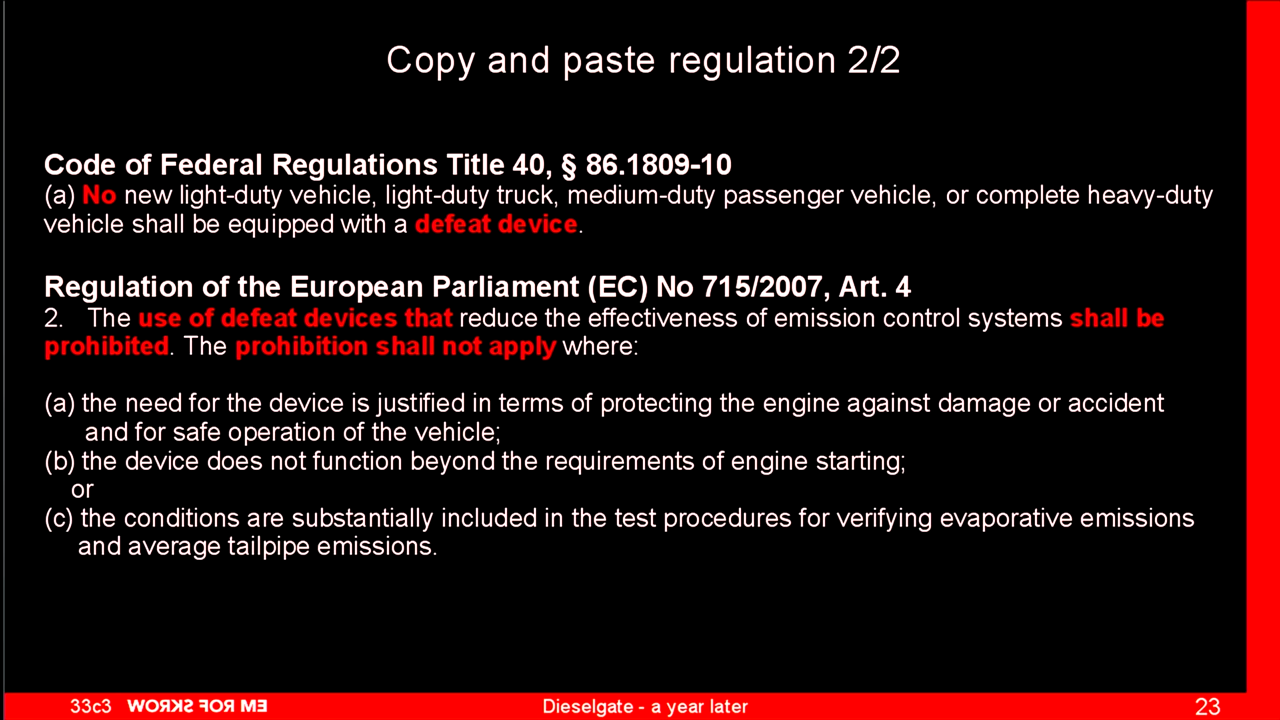 Copy and paste regulation 2/2
Code of Federal Regulations Title 40, § 86.1809-10
(a) No new light-duty vehicle, light-duty truck, medium-duty passenger vehicle, or complete heavy-duty
vehicle shall be equipped with a defeat device.
Regulation of the European Parliament (EC) No 715/2007, Art. 4
2. The use of defeat devices that reduce the effectiveness of emission control systems shall be
prohibited. The prohibition shall not apply where:
(a) the need for the device is justified in terms of protecting the engine against damage or accident
and for safe operation of the vehicle;
(b) the device does not function beyond the requirements of engine starting;
or
(c) the conditions are substantially included in the test procedures for verifying evaporative emissions
and average tailpipe emissions.
33c3 WORKS FOR ME Dieselgate - a year later 23